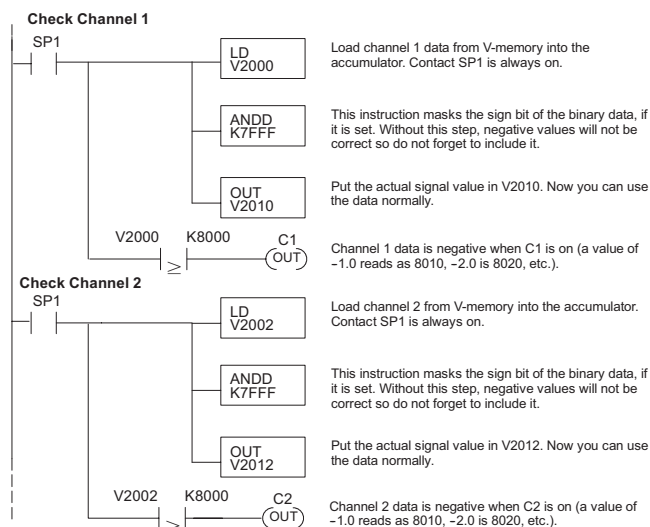 Check Channel 1
SP1
LD
V2000
Load channel 1 data from V-memory into the
accumulator. Contact SP1 is always on.
ANDD
K7FFF
This instruction masks the sign bit of the binary data, if
it is set. Without this step, negative values will not be
correct so do not forget to include it.
OUT
V2010
Put the actual signal value in V2010. Now you can use
the data normally.
V2000 K8000 C1
≥ OUT
Channel 1 data is negative when C1 is on (a value of
–1.0 reads as 8010, –2.0 is 8020, etc.).
Check Channel 2
SP1
LD
V2002
Load channel 2 from V-memory into the accumulator.
Contact SP1 is always on.
ANDD
K7FFF
This instruction masks the sign bit of the binary data, if
it is set. Without this step, negative values will not be
correct so do not forget to include it.
OUT
V2012
Put the actual signal value in V2012. Now you can use
the data normally.
V2002 K8000 C2
≥ OUT
Channel 2 data is negative when C2 is on (a value of
–1.0 reads as 8010, –2.0 is 8020, etc.).